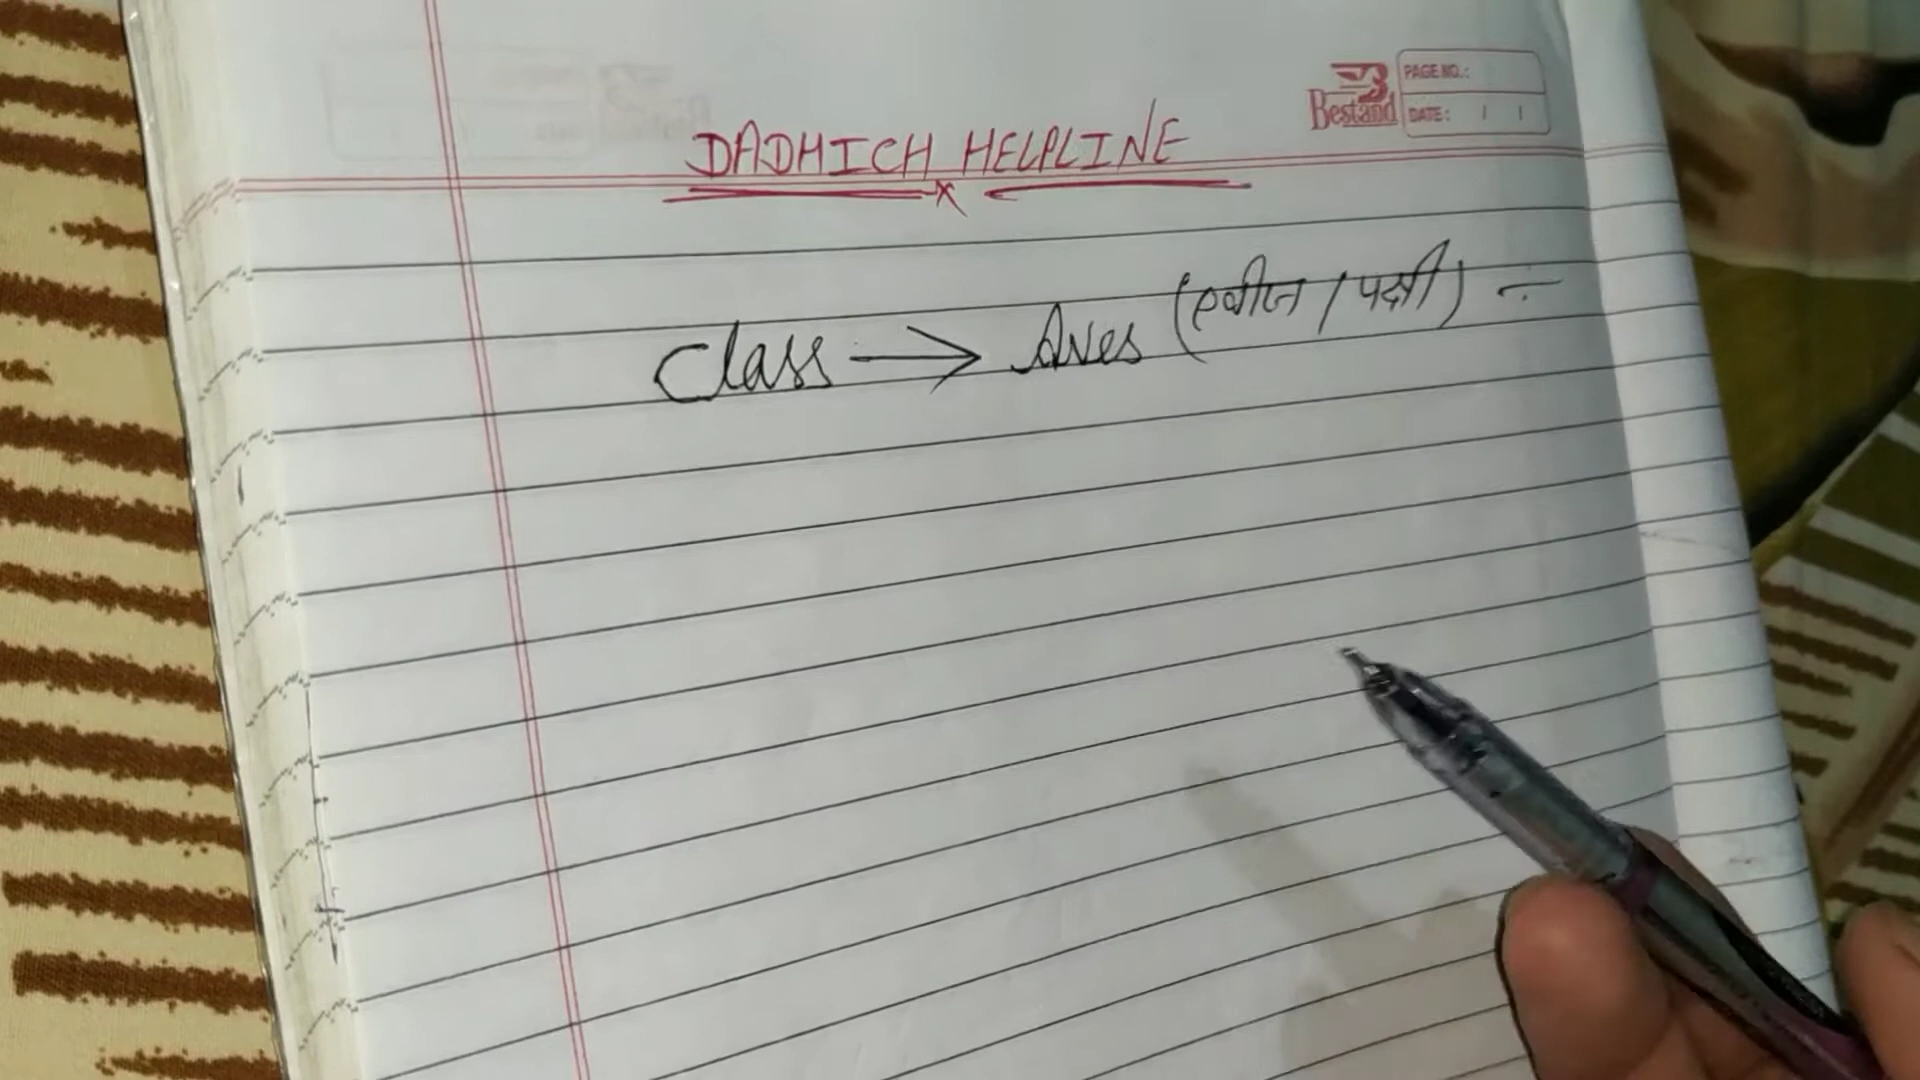 Bestand
PAGE NO.:
DATE: / /
DADHICH HELPLINE
Class → Aves (एवीज / पक्षी) ÷